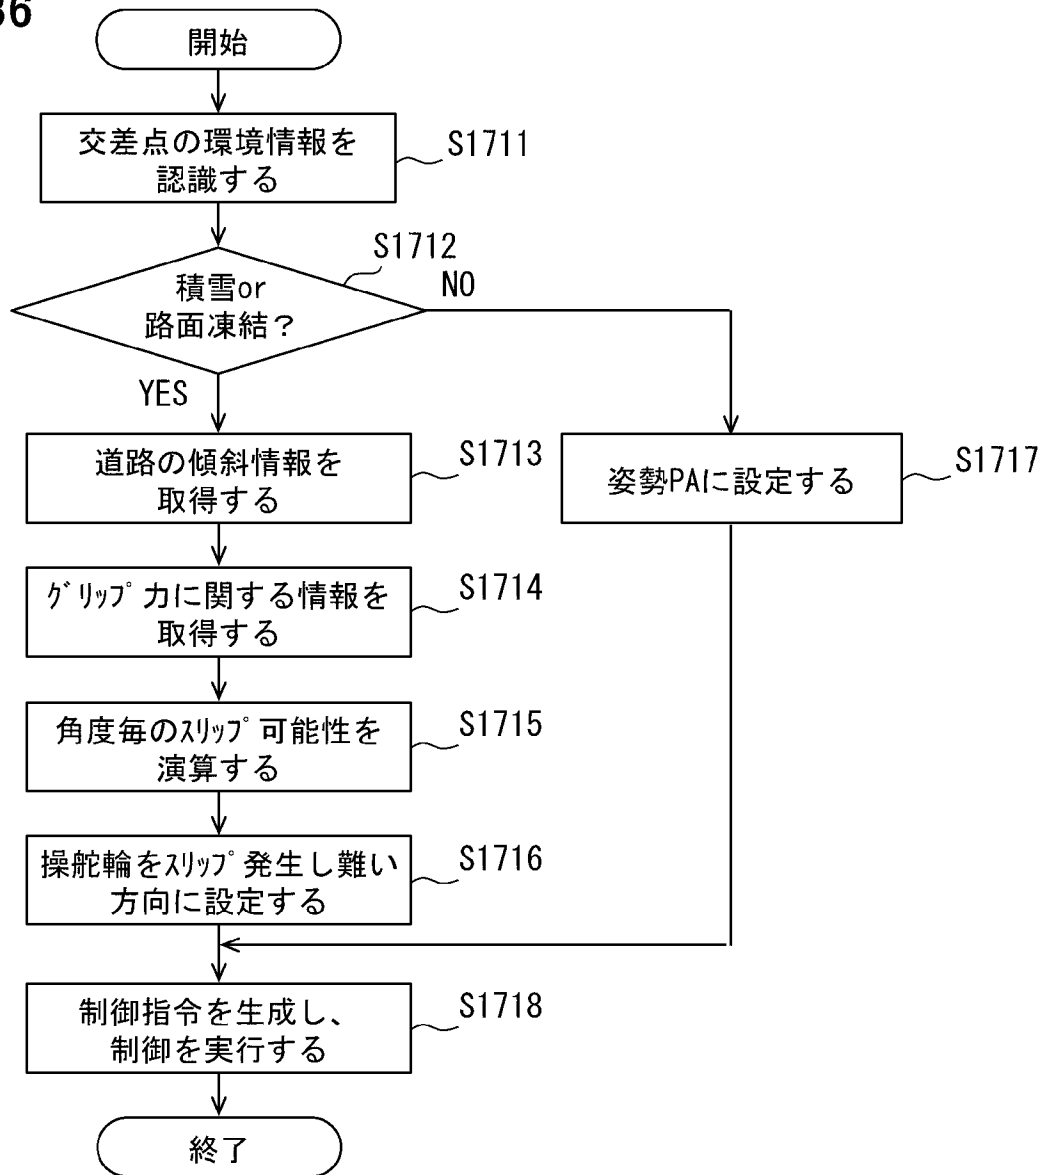 36
開始
交差点の環境情報を
認識する
S1711
S1712
積雪or
路面凍結?
NO
YES
道路の傾斜情報を
取得する
S1713
姿勢PAに設定する
S1717
グリップ力に関する情報を
取得する
S1714
角度毎のスリップ可能性を
演算する
S1715
操舵輪をスリップ発生し難い
方向に設定する
S1716
制御指令を生成し、
制御を実行する
S1718
終了